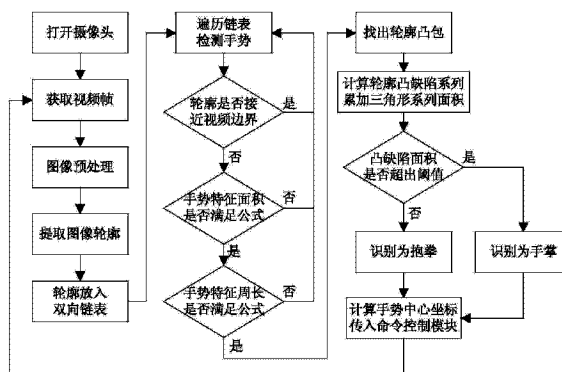 打开摄像头
获取视频帧
图像预处理
提取图像轮廓
轮廓放入
双向链表
遍历链表
检测手势
轮廓是否接
近视频边界
是
否
手势特征面积
是否满足公式
否
是
手势特征周长
是否满足公式
否
是
找出轮廓凸包
计算轮廓凸缺陷系列
累加三角形系列面积
凸缺陷面积
是否超出阈值
是
否
识别为抱拳
识别为手掌
计算手势中心坐标
传入命令控制模块